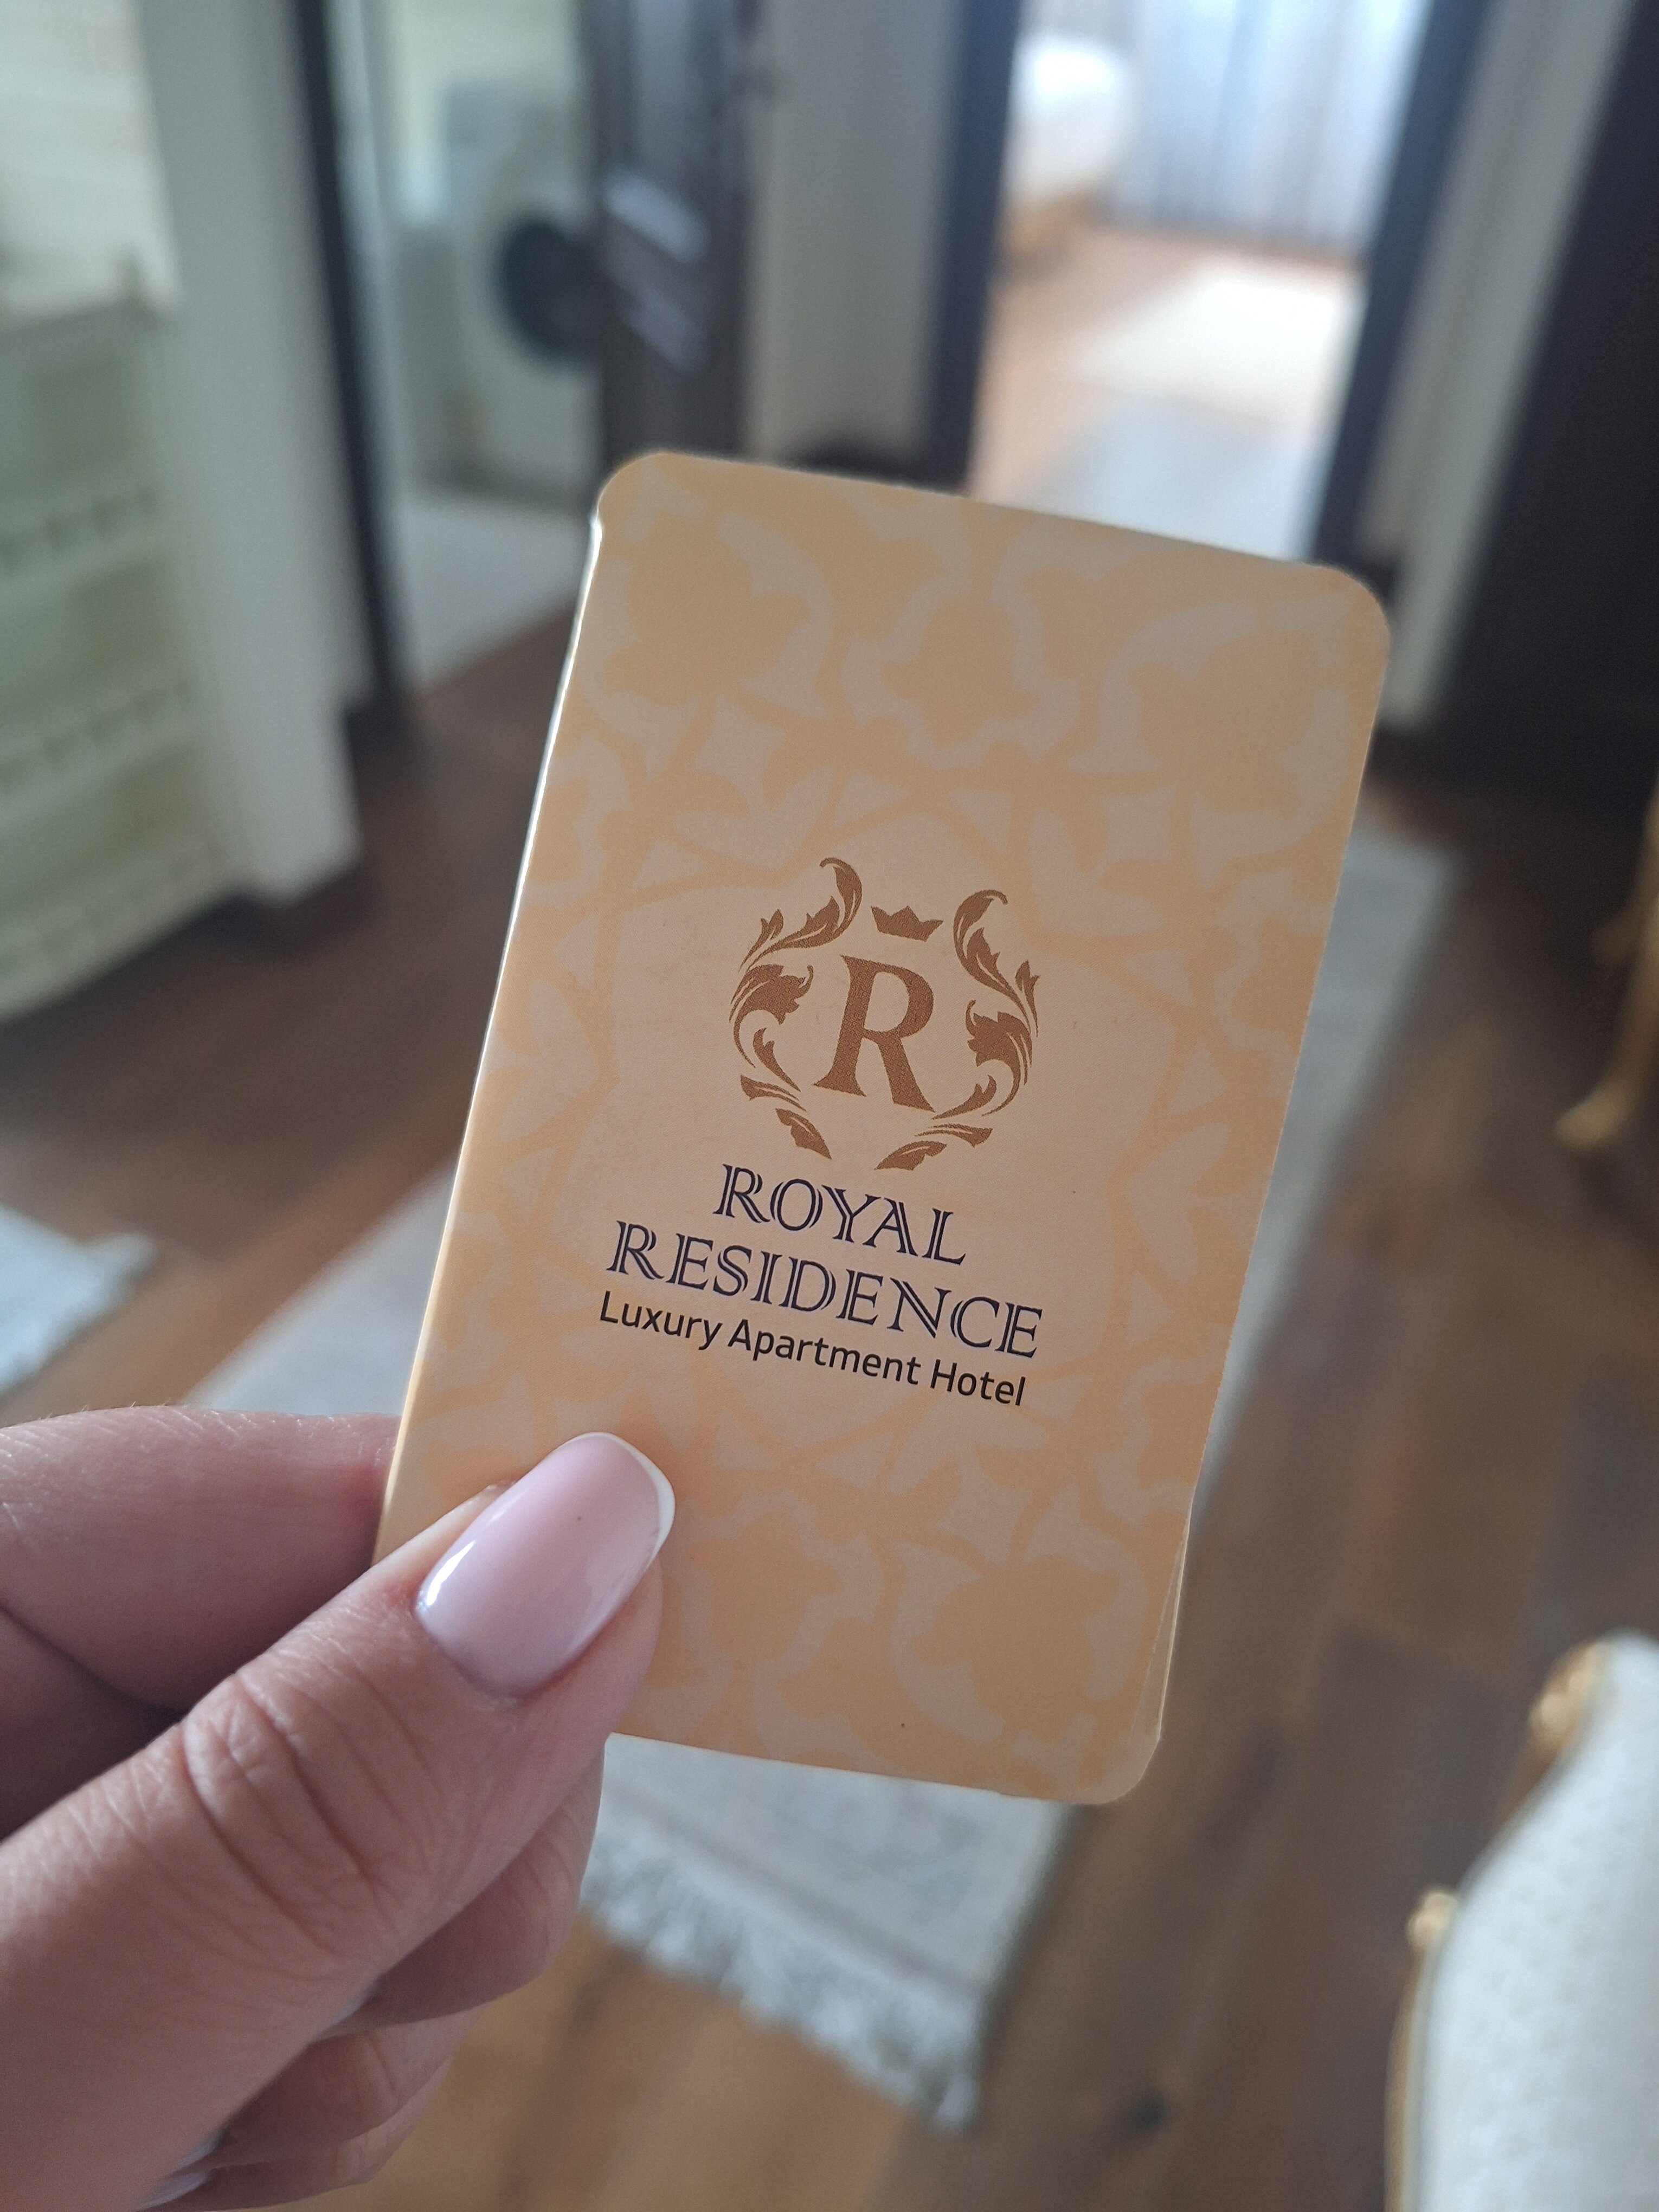 R
ROYAL
RESIDENCE
Luxury Apartment Hotel